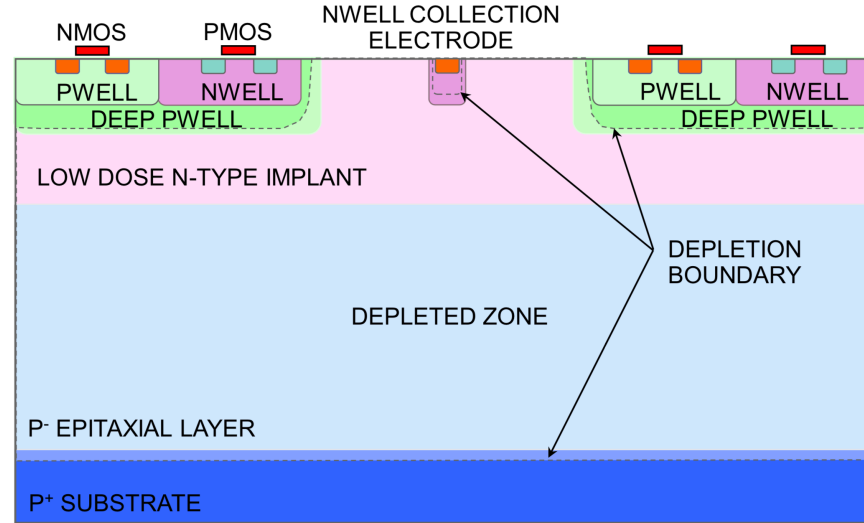 NWELL COLLECTION
ELECTRODE
NMOS
PMOS
PWELL
NWELL
DEEP PWELL
PWELL
NWELL
DEEP PWELL
LOW DOSE N-TYPE IMPLANT
DEPLETION
BOUNDARY
DEPLETED ZONE
P⁻ EPITAXIAL LAYER
P⁺ SUBSTRATE